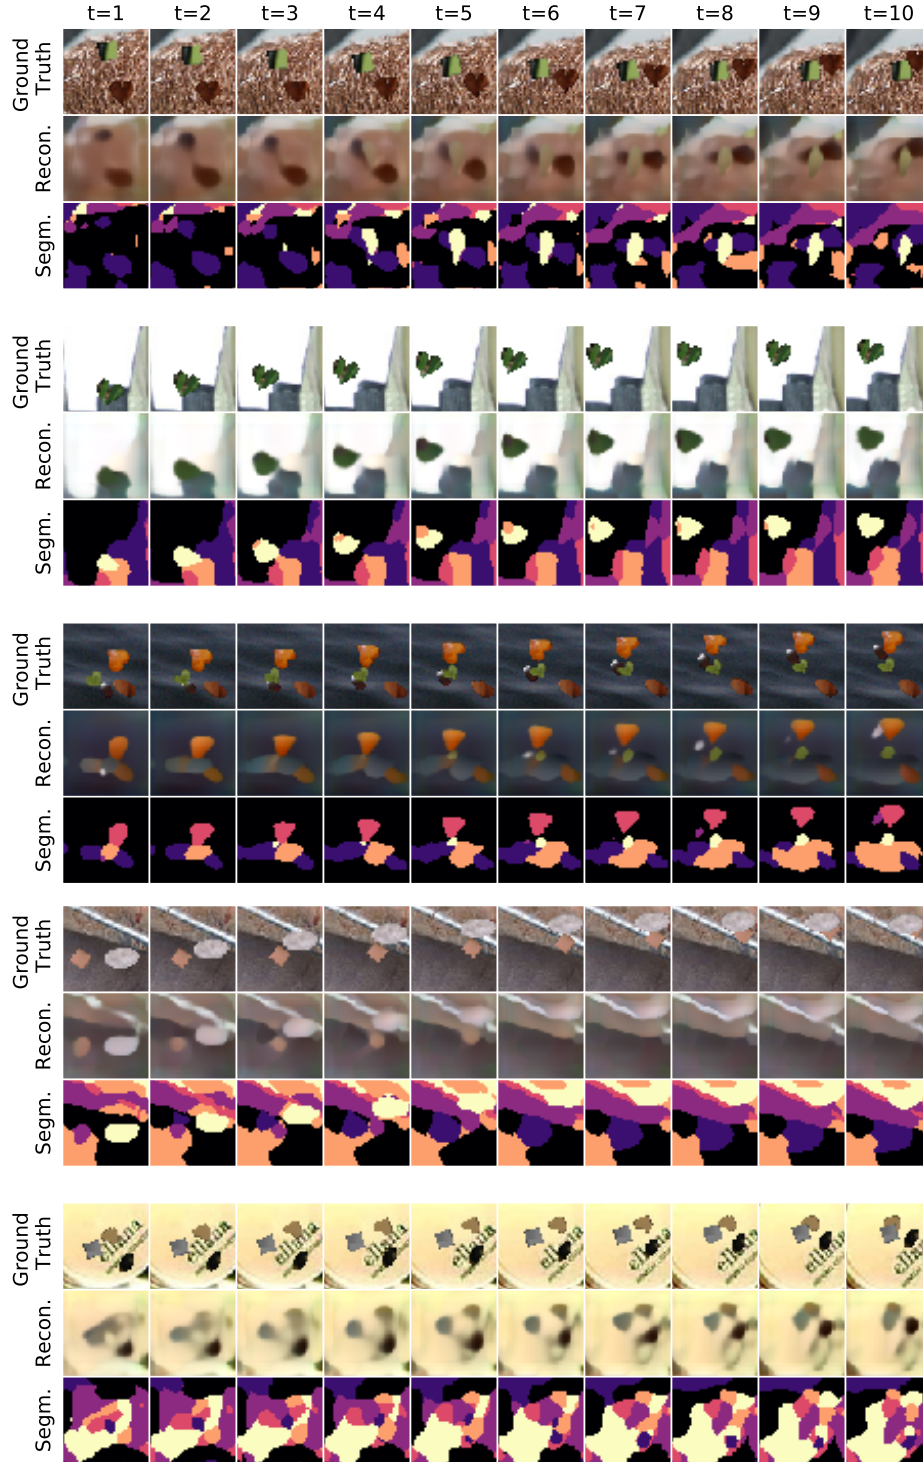 t=1 t=2 t=3 t=4 t=5 t=6 t=7 t=8 t=9 t=10
Ground Truth
Recon.
Segm.
Ground Truth
Recon.
Segm.
Ground Truth
Recon.
Segm.
Ground Truth
Recon.
Segm.
Ground Truth
Recon.
Segm.